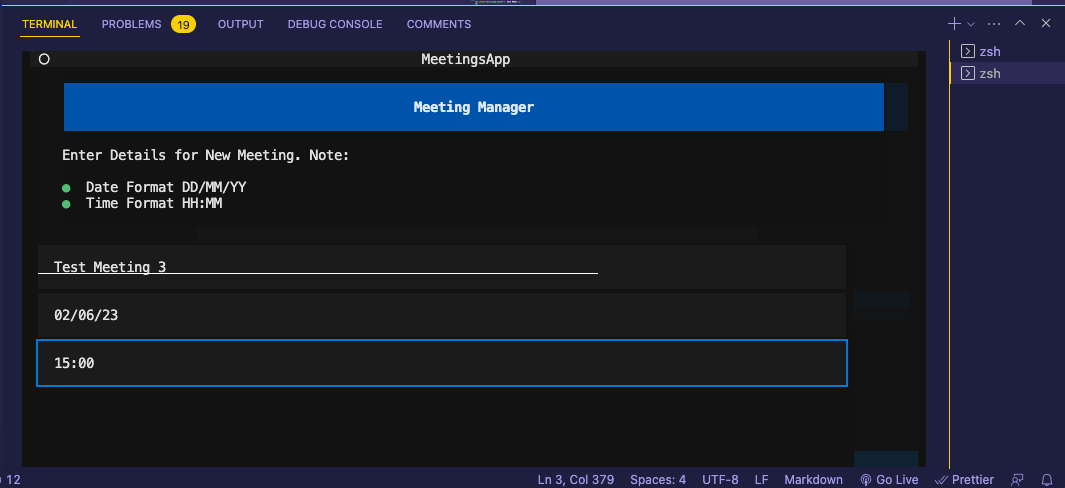 TERMINAL PROBLEMS 19 OUTPUT DEBUG CONSOLE COMMENTS
MeetingsApp
zsh
zsh
Meeting Manager
Enter Details for New Meeting. Note:
Date Format DD/MM/YY
Time Format HH:MM
Test Meeting 3
02/06/23
15:00
12 Ln 3, Col 379 Spaces: 4 UTF-8 LF Markdown Go Live Prettier